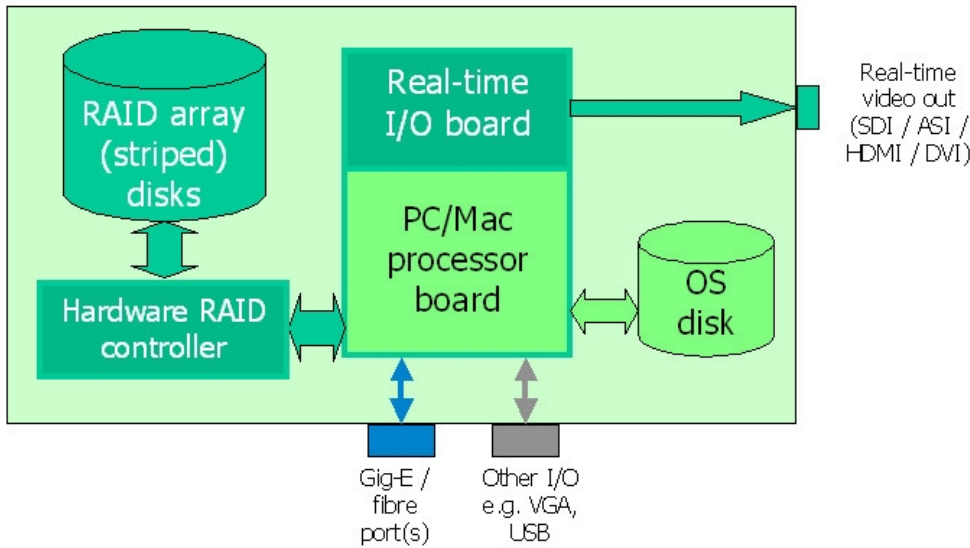 RAID array
(striped)
disks
Real-time
I/O board
Real-time
video out
(SDI / ASI /
HDMI / DVI)
PC/Mac
processor
board
OS
disk
Hardware RAID
controller
Gig-E /
fibre
port(s)
Other I/O
e.g. VGA,
USB